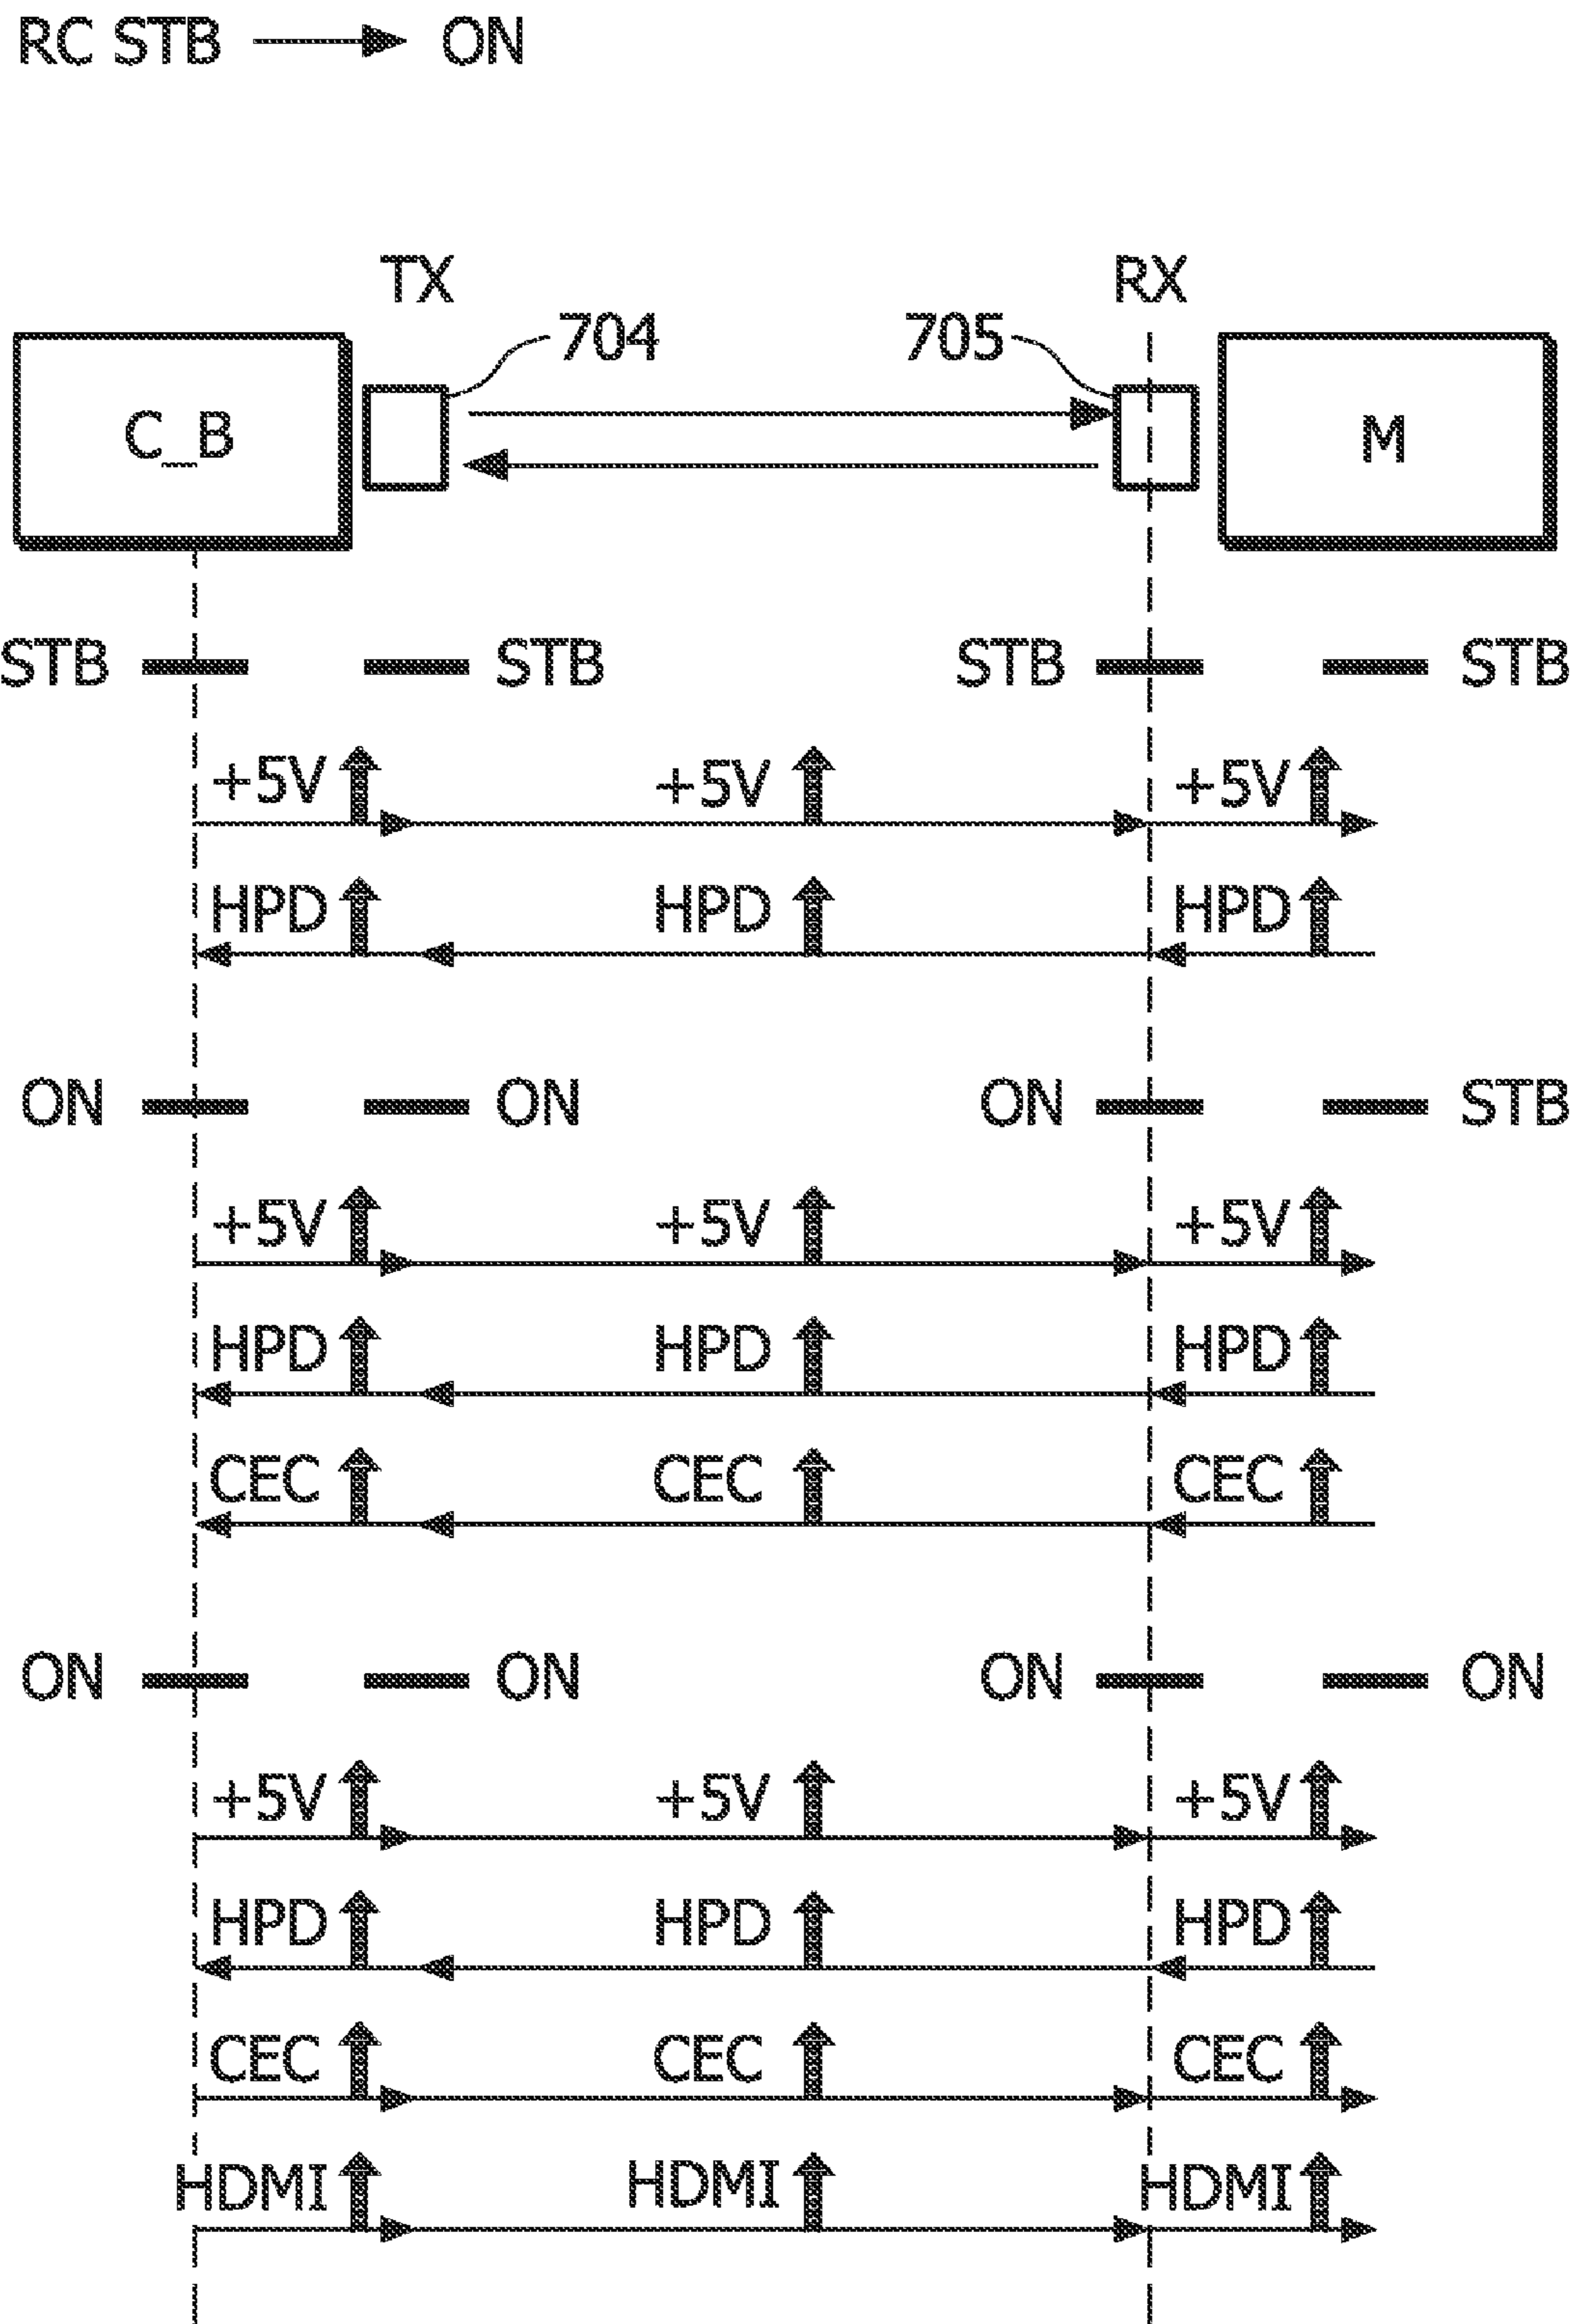 RC STB ON
TX RX
704 705
C_B M
STB STB STB STB
+5V +5V +5V
HPD HPD HPD
ON ON ON STB
+5V +5V +5V
HPD HPD HPD
CEC CEC CEC
ON ON ON ON
+5V +5V +5V
HPD HPD HPD
CEC CEC CEC
HDMI HDMI HDMI